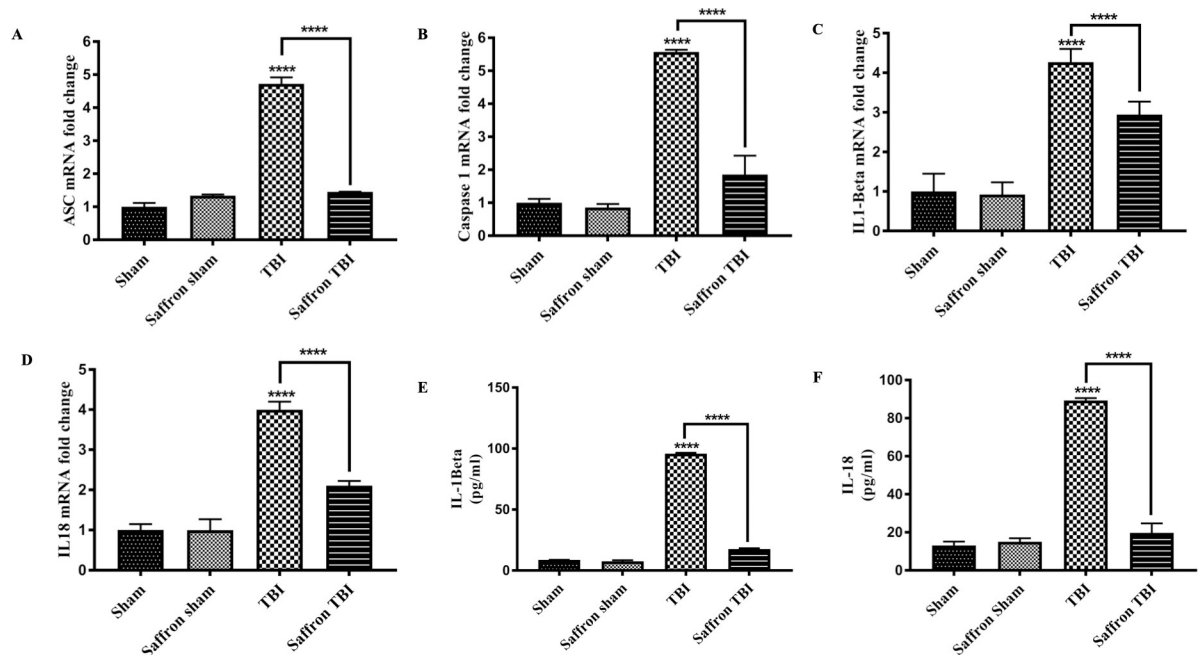 A
ASC mRNA fold change
6
5
4
3
2
1
0
****
****
Sham
Saffron sham
TBI
Saffron TBI
B
Caspase 1 mRNA fold change
6
5
4
3
2
1
0
****
****
Sham
Saffron sham
TBI
Saffron TBI
C
IL1-Beta mRNA fold change
5
4
3
2
1
0
****
****
Sham
Saffron sham
TBI
Saffron TBI
D
IL18 mRNA fold change
5
4
3
2
1
0
****
****
Sham
Saffron sham
TBI
Saffron TBI
E
IL-1Beta
(pg/ml)
150
100
50
0
****
****
Sham
Saffron sham
TBI
Saffron TBI
F
IL-18
(pg/ml)
100
80
60
40
20
0
****
****
Sham
Saffron Sham
TBI
Saffron TBI